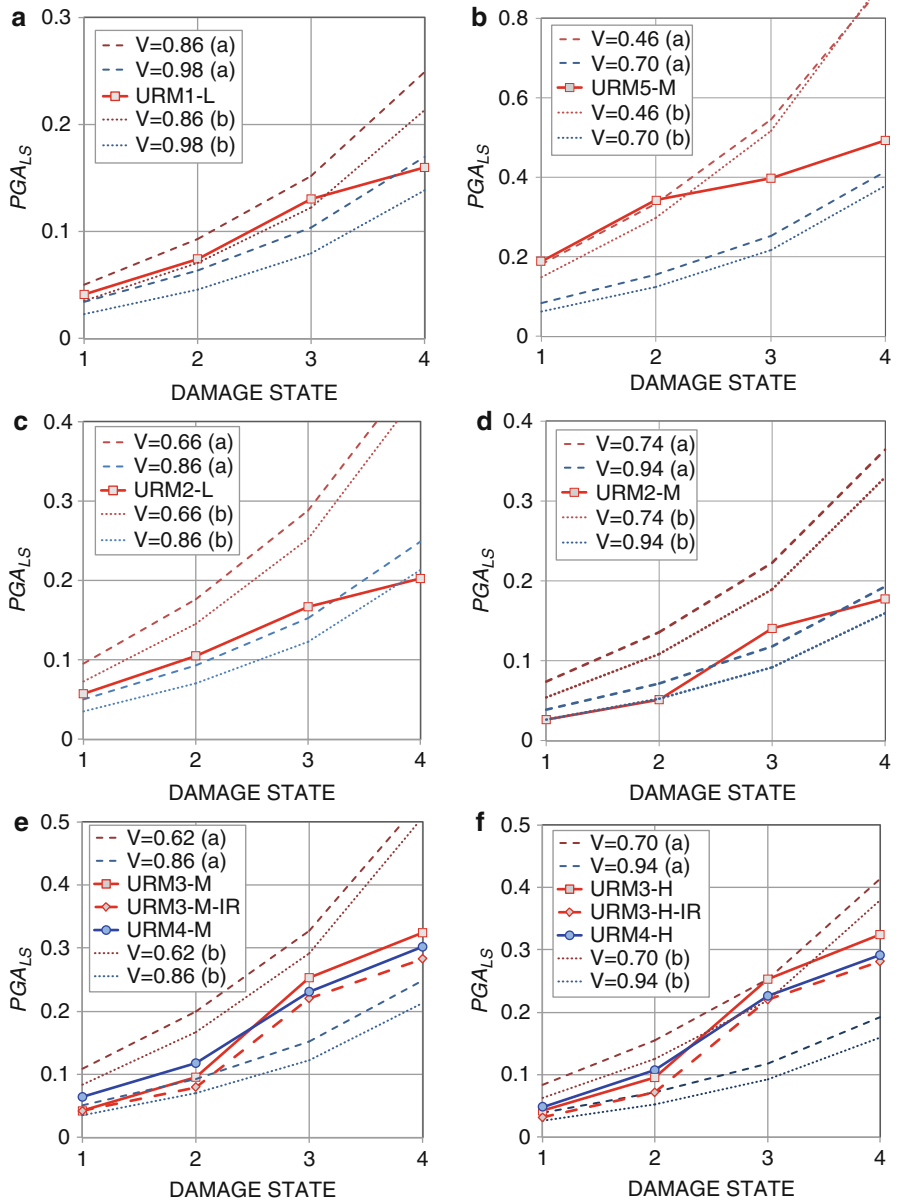 a
0.3
V=0.86 (a)
V=0.98 (a)
URM1-L
V=0.86 (b)
V=0.98 (b)
0.2
0.1
0
PGALS
1 2 3 4
DAMAGE STATE
b
0.8
V=0.46 (a)
V=0.70 (a)
URM5-M
V=0.46 (b)
V=0.70 (b)
0.6
0.4
0.2
0
PGALS
1 2 3 4
DAMAGE STATE
c
0.4
V=0.66 (a)
V=0.86 (a)
URM2-L
V=0.66 (b)
V=0.86 (b)
0.3
0.2
0.1
0
PGALS
1 2 3 4
DAMAGE STATE
d
0.4
V=0.74 (a)
V=0.94 (a)
URM2-M
V=0.74 (b)
V=0.94 (b)
0.3
0.2
0.1
0
PGALS
1 2 3 4
DAMAGE STATE
e
0.5
V=0.62 (a)
V=0.86 (a)
URM3-M
URM3-M-IR
URM4-M
V=0.62 (b)
V=0.86 (b)
0.4
0.3
0.2
0.1
0
PGALS
1 2 3 4
DAMAGE STATE
f
0.5
V=0.70 (a)
V=0.94 (a)
URM3-H
URM3-H-IR
URM4-H
V=0.70 (b)
V=0.94 (b)
0.4
0.3
0.2
0.1
0
PGALS
1 2 3 4
DAMAGE STATE